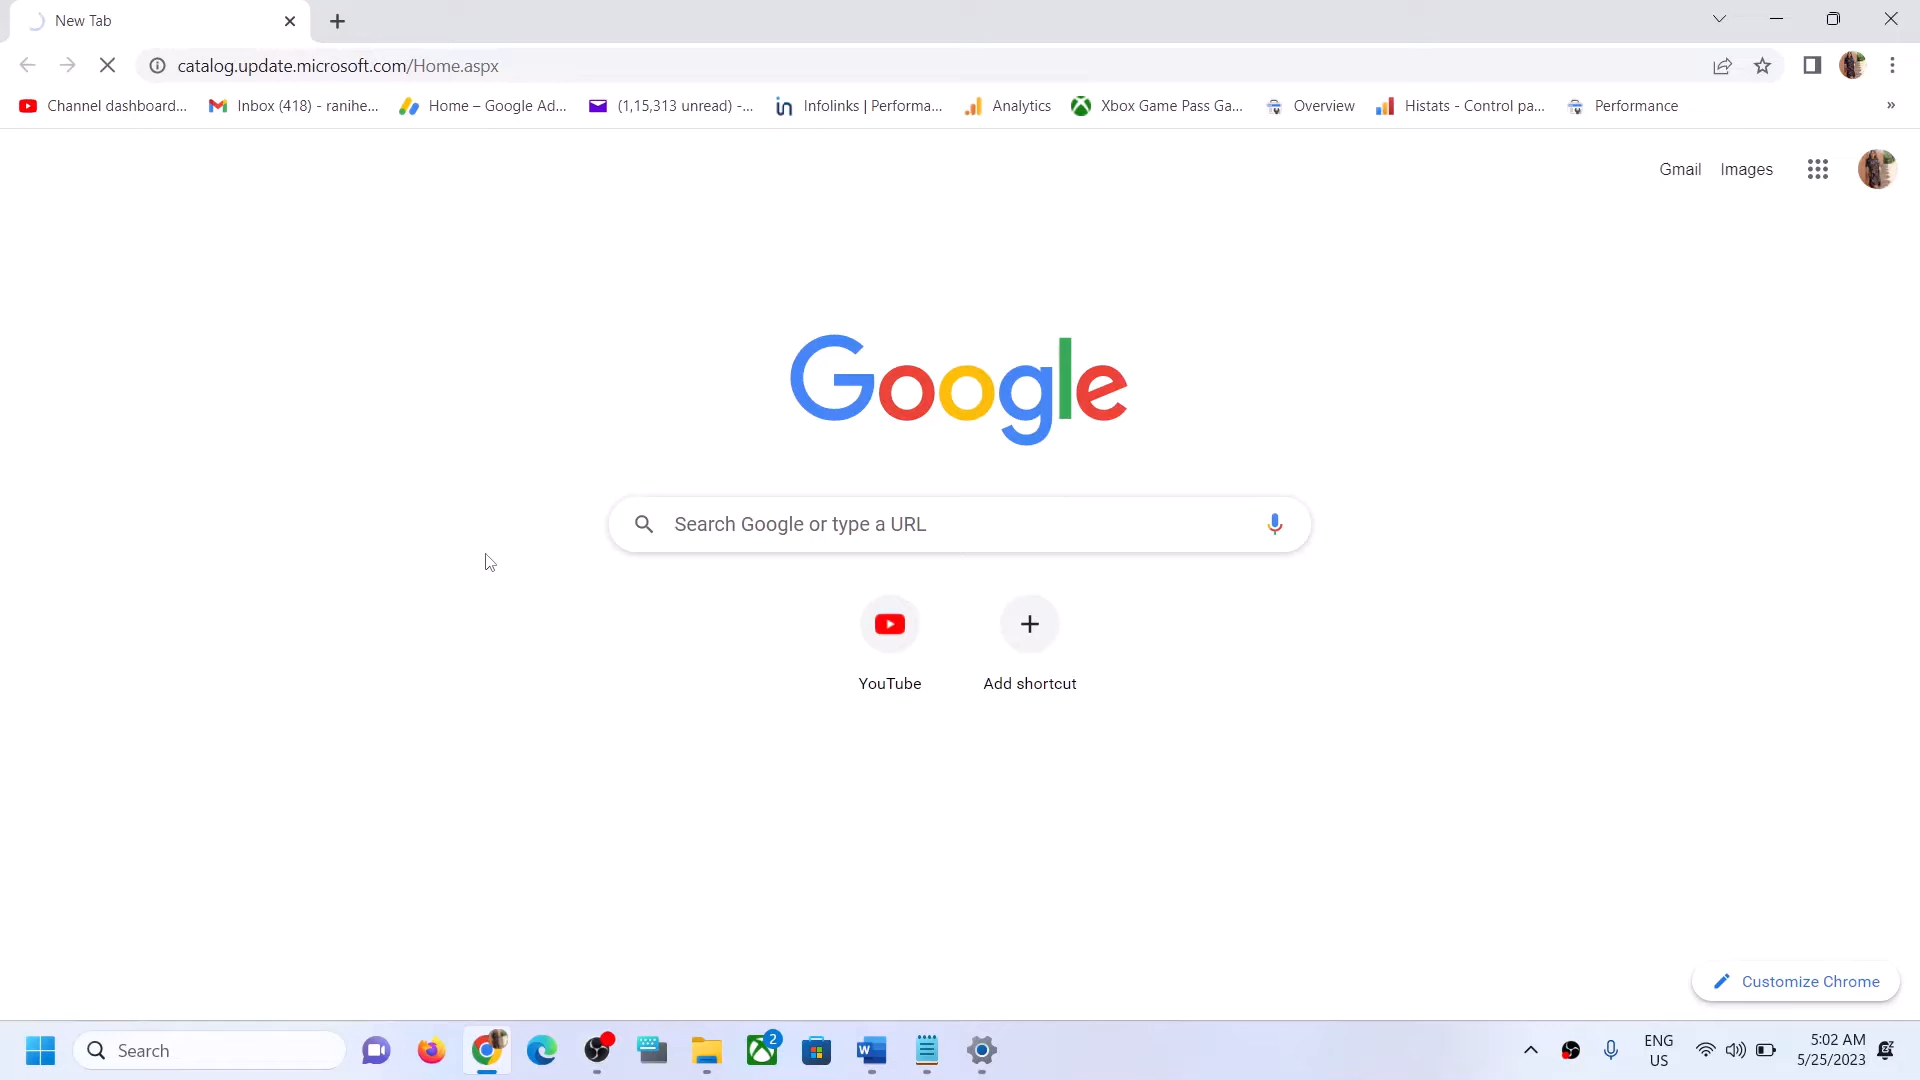 New Tab
catalog.update.microsoft.com/Home.aspx
Channel dashboard...
Inbox (418) - ranihe...
Home – Google Ad...
(1,15,313 unread) -...
Infolinks | Performa...
Analytics
Xbox Game Pass Ga...
Overview
Histats - Control pa...
Performance
»
Gmail
Images
Google
Search Google or type a URL
YouTube
Add shortcut
Customize Chrome
Search
2
ENG
US
5:02 AM
5/25/2023